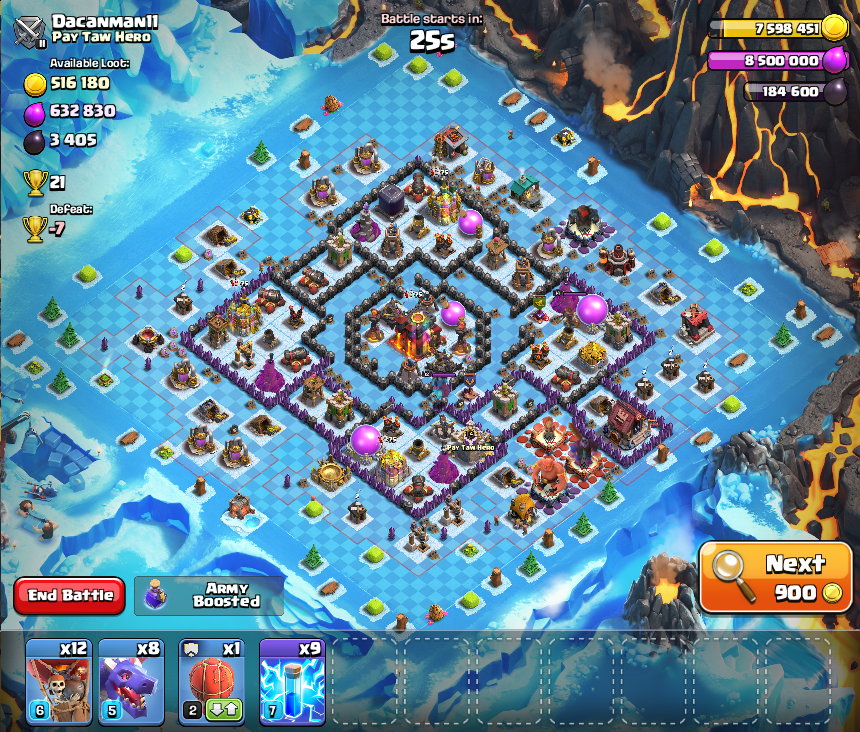 Dacanman11
Pay Taw Hero
Available Loot:
516 180
632 830
3 405
21
Defeat:
-7
Battle starts in:
25s
7 598 451
8 500 000
184 600
Pay Taw Hero
End Battle
Army
Boosted
Next
900
x12
6
x8
5
x1
2
x9
7